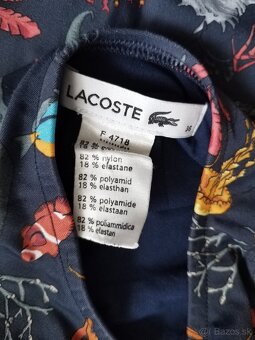 LACOSTE
36
F 4718
82 % nylon
18 % elastane
82 % polyamid
18 % elasthan
82 % polyamide
18 % elastaan
82 % poliammidica
18 % elastan
Bazos.sk